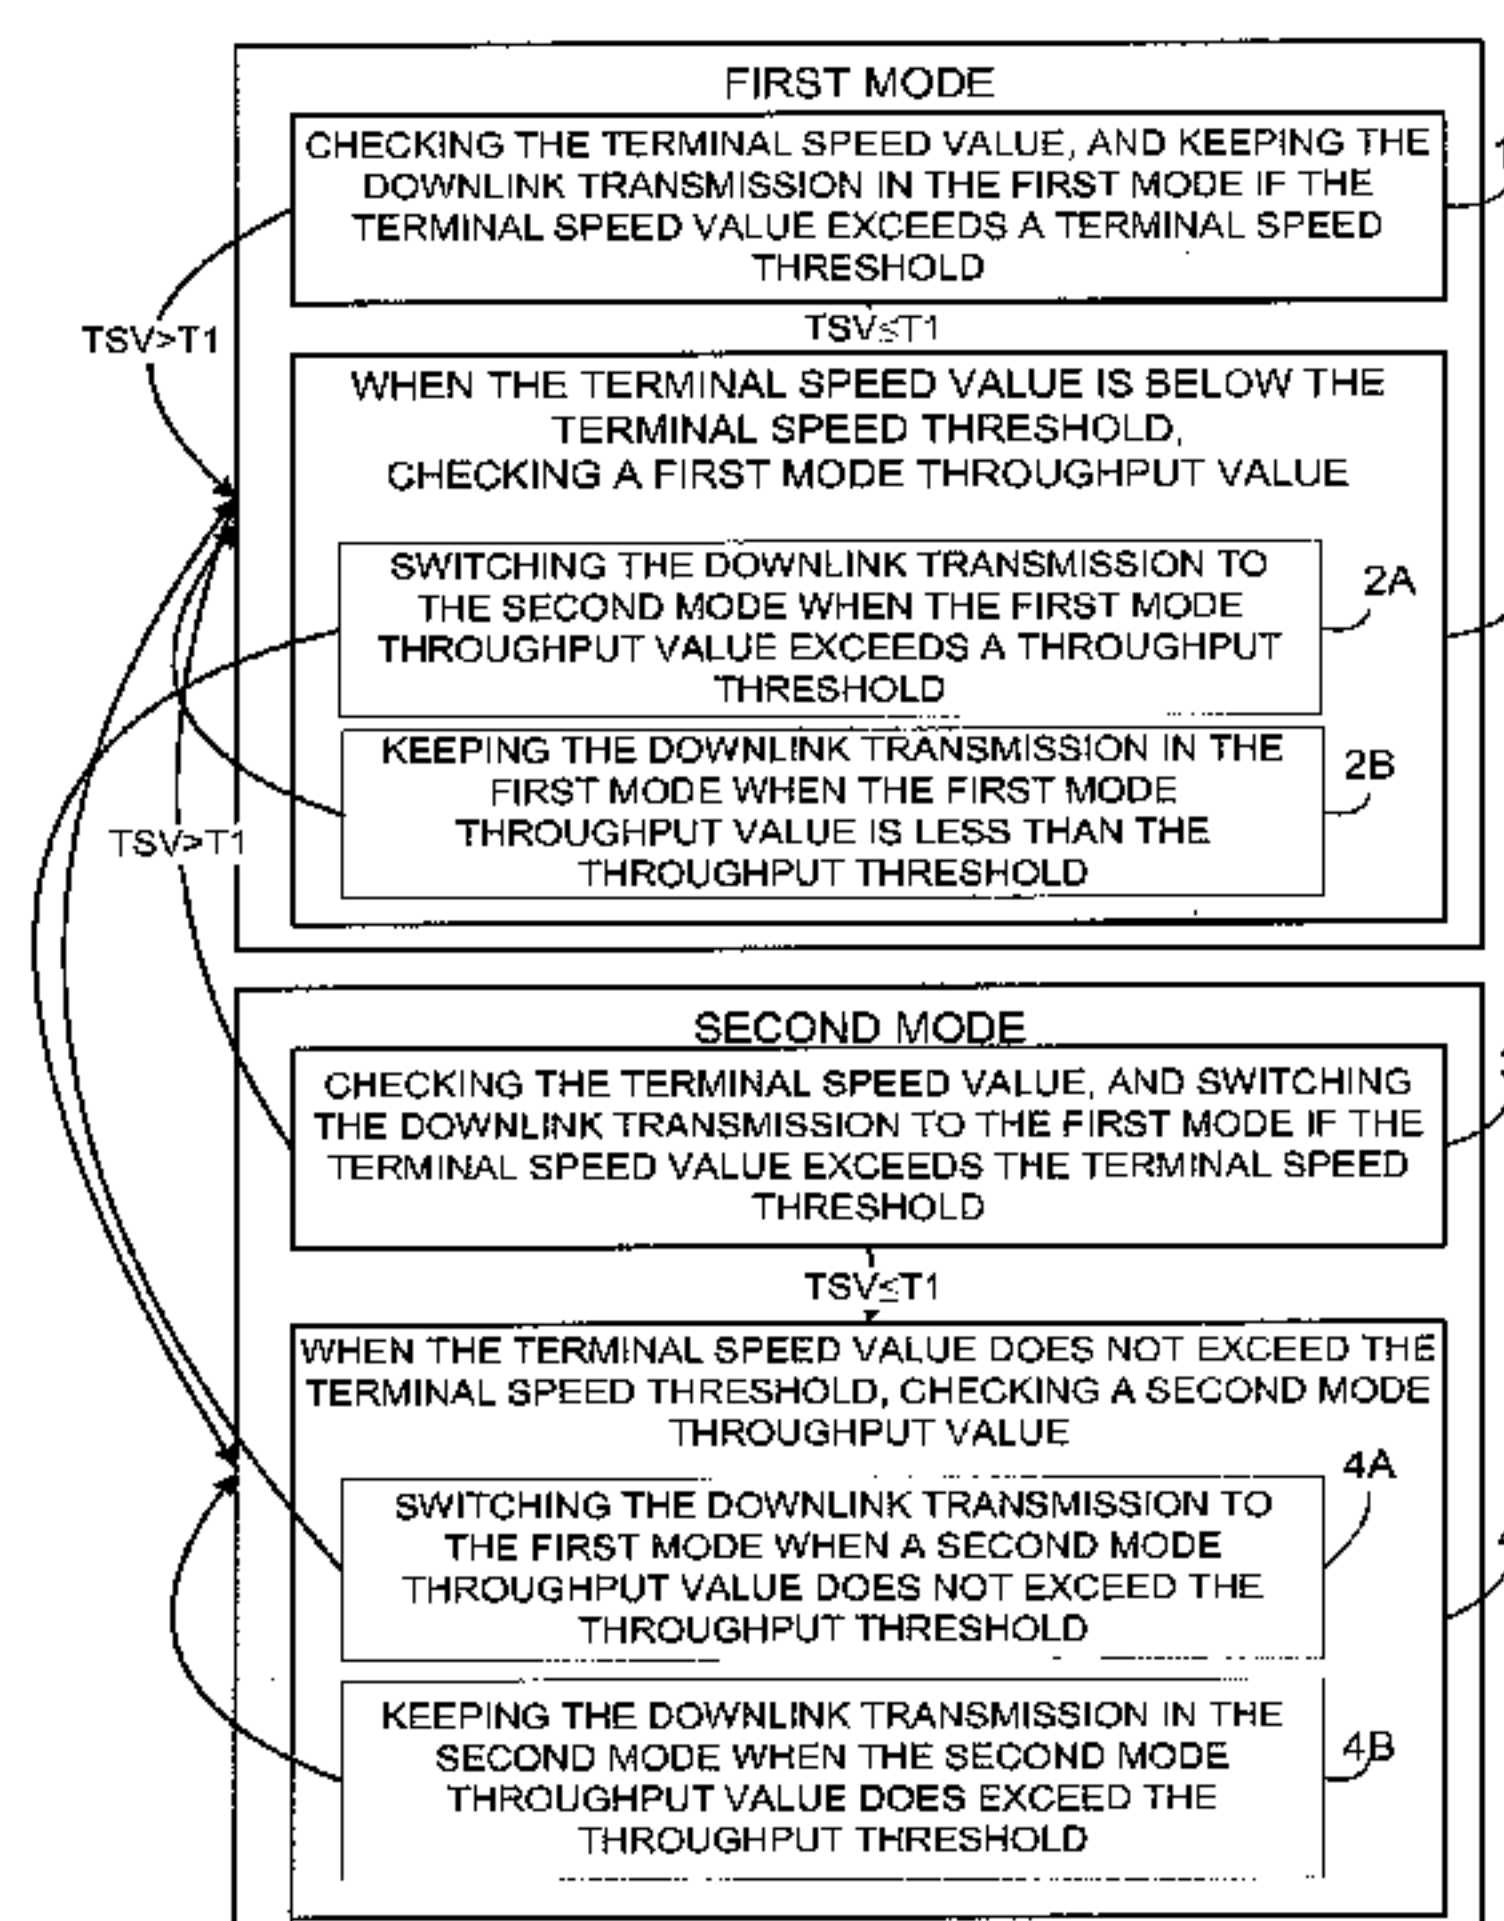 FIRST MODE
CHECKING THE TERMINAL SPEED VALUE, AND KEEPING THE
DOWNLINK TRANSMISSION IN THE FIRST MODE IF THE
TERMINAL SPEED VALUE EXCEEDS A TERMINAL SPEED
THRESHOLD
TSV>T1
TSV≤T1
WHEN THE TERMINAL SPEED VALUE IS BELOW THE
TERMINAL SPEED THRESHOLD,
CHECKING A FIRST MODE THROUGHPUT VALUE
SWITCHING THE DOWNLINK TRANSMISSION TO
THE SECOND MODE WHEN THE FIRST MODE
THROUGHPUT VALUE EXCEEDS A THROUGHPUT
THRESHOLD
2A
KEEPING THE DOWNLINK TRANSMISSION IN THE
FIRST MODE WHEN THE FIRST MODE
THROUGHPUT VALUE IS LESS THAN THE
THROUGHPUT THRESHOLD
2B
TSV>T1
SECOND MODE
CHECKING THE TERMINAL SPEED VALUE, AND SWITCHING
THE DOWNLINK TRANSMISSION TO THE FIRST MODE IF THE
TERMINAL SPEED VALUE EXCEEDS THE TERMINAL SPEED
THRESHOLD
TSV≤T1
WHEN THE TERMINAL SPEED VALUE DOES NOT EXCEED THE
TERMINAL SPEED THRESHOLD, CHECKING A SECOND MODE
THROUGHPUT VALUE
4A
SWITCHING THE DOWNLINK TRANSMISSION TO
THE FIRST MODE WHEN A SECOND MODE
THROUGHPUT VALUE DOES NOT EXCEED THE
THROUGHPUT THRESHOLD
KEEPING THE DOWNLINK TRANSMISSION IN THE
SECOND MODE WHEN THE SECOND MODE
THROUGHPUT VALUE DOES EXCEED THE
THROUGHPUT THRESHOLD
4B